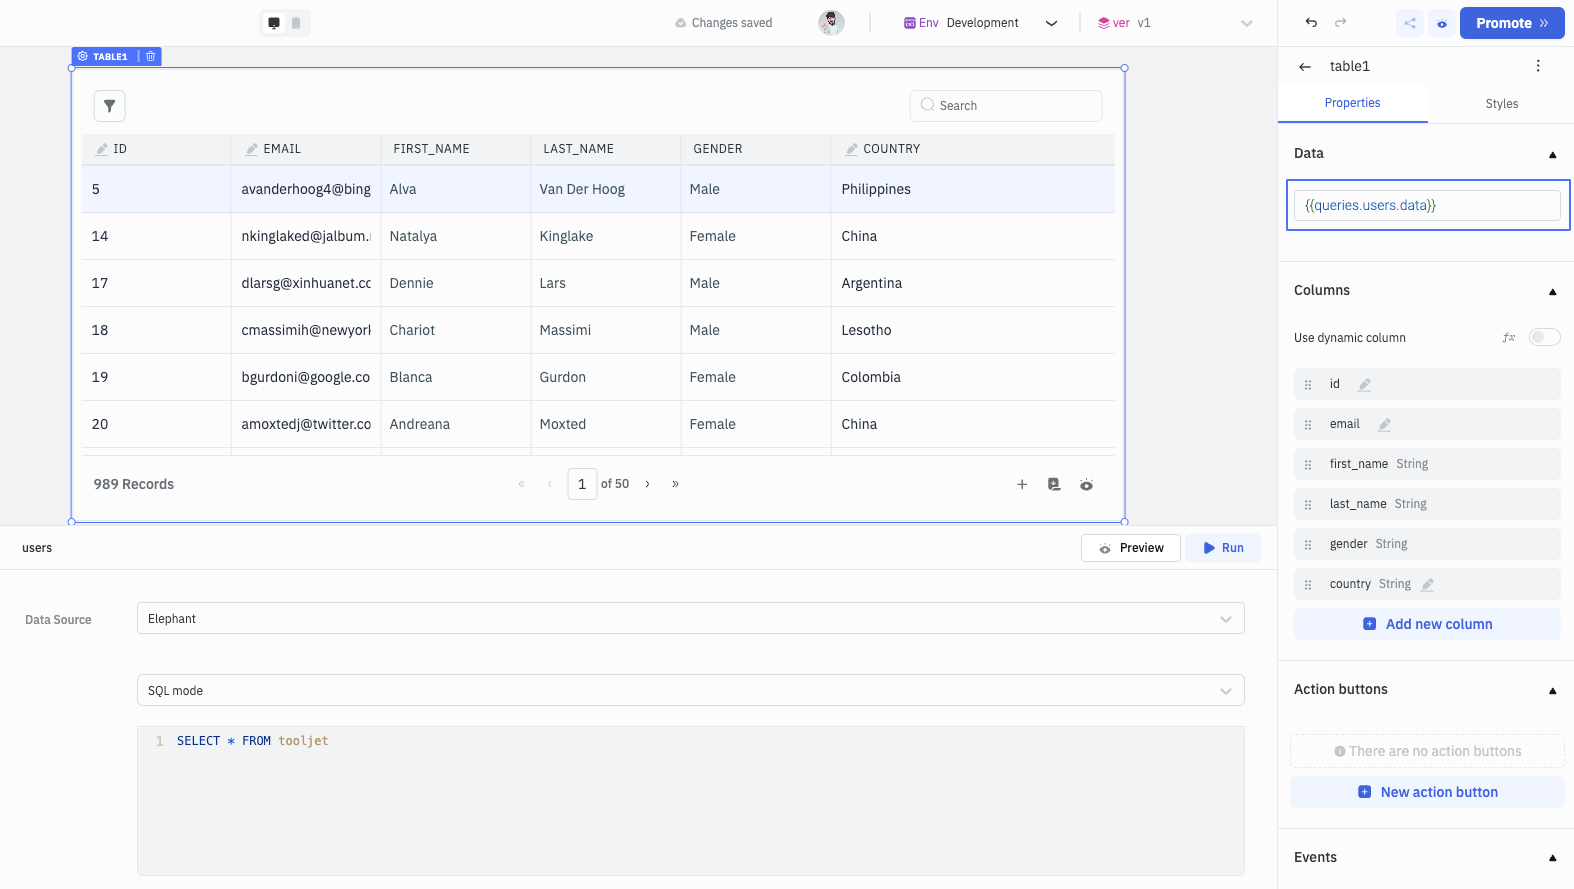 Changes saved
Env Development
ver v1
Promote »
TABLE1
table1
Properties
Styles
Search
ID EMAIL FIRST_NAME LAST_NAME GENDER COUNTRY
5 avanderhoog4@bing Alva Van Der Hoog Male Philippines
14 nkinglaked@jalbum. Natalya Kinglake Female China
17 dlarsg@xinhuanet.cc Dennie Lars Male Argentina
18 cmassimih@newyork Chariot Massimi Male Lesotho
19 bgurdoni@google.co Blanca Gurdon Female Colombia
20 amoxtedj@twitter.co Andreana Moxted Female China
989 Records
« ‹ 1 of 50 › »
Data
{{queries.users.data}}
Columns
Use dynamic column fx
id
email
first_name String
last_name String
gender String
country String
Add new column
Action buttons
There are no action buttons
New action button
Events
users
Preview
Run
Data Source
Elephant
SQL mode
1 SELECT * FROM tooljet